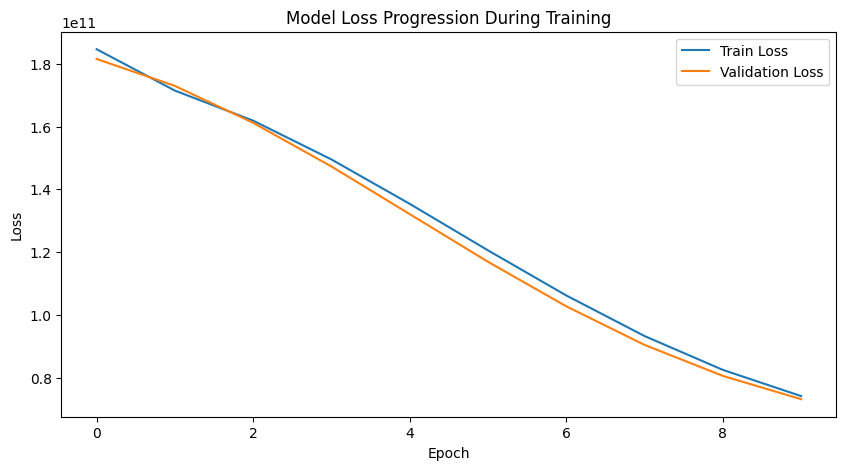 Model Loss Progression During Training
1e11
Train Loss
Validation Loss
1.8
1.6
1.4
1.2
1.0
0.8
Loss
0 2 4 6 8
Epoch